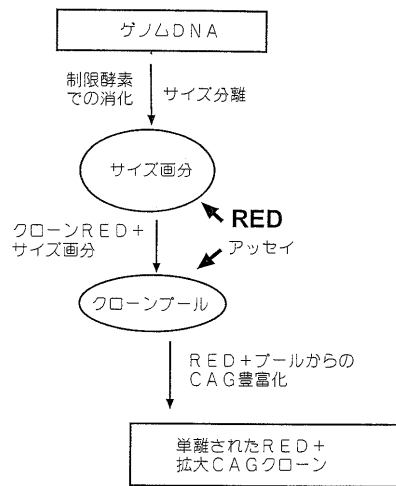 ゲノムDNA
制限酵素
での消化
サイズ分離
サイズ画分
RED
アッセイ
クローンRED+
サイズ画分
クローンプール
RED+プールからの
CAG豊富化
単離されたRED+
拡大CAGクローン